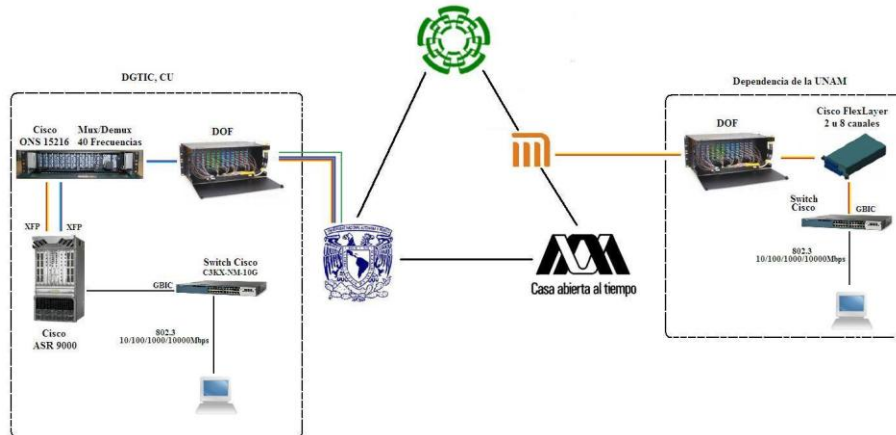 DGTIC, CU
Cisco
ONS 15216
Mux/Demux
40 Frecuencias
DOF
XFP
XFP
GBIC
Switch Cisco
C3KX-NM-10G
Cisco
ASR 9000
802.3
10/100/1000/10000Mbps
Casa abierta al tiempo
Dependencia de la UNAM
DOF
Cisco FlexLayer
2 u 8 canales
Switch
Cisco
GBIC
802.3
10/100/1000/10000Mbps